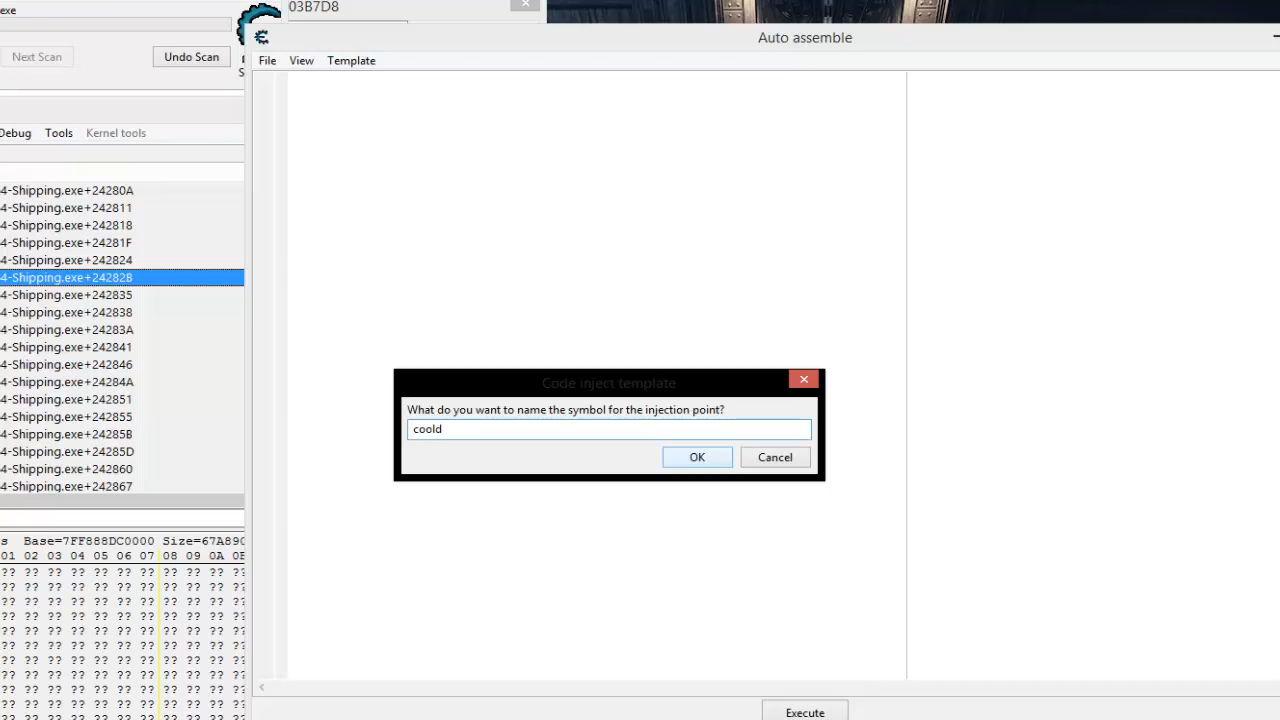 exe
03B7D8
Auto assemble
Next Scan
Undo Scan
File View Template
Debug Tools Kernel tools
4-Shipping.exe+24280A
4-Shipping.exe+242811
4-Shipping.exe+242818
4-Shipping.exe+24281F
4-Shipping.exe+242824
4-Shipping.exe+24282B
4-Shipping.exe+242835
4-Shipping.exe+242838
4-Shipping.exe+24283A
4-Shipping.exe+242841
4-Shipping.exe+242846
4-Shipping.exe+24284A
4-Shipping.exe+242851
4-Shipping.exe+242855
4-Shipping.exe+24285B
4-Shipping.exe+24285D
4-Shipping.exe+242860
4-Shipping.exe+242867
Code inject template
What do you want to name the symbol for the injection point?
coold
OK Cancel
s Base=7FF888DC0000 Size=67A890
01 02 03 04 05 06 07 08 09 0A 0B
?? ?? ?? ?? ?? ?? ?? ?? ?? ?? ??
?? ?? ?? ?? ?? ?? ?? ?? ?? ?? ??
?? ?? ?? ?? ?? ?? ?? ?? ?? ?? ??
?? ?? ?? ?? ?? ?? ?? ?? ?? ?? ??
?? ?? ?? ?? ?? ?? ?? ?? ?? ?? ??
?? ?? ?? ?? ?? ?? ?? ?? ?? ?? ??
?? ?? ?? ?? ?? ?? ?? ?? ?? ?? ??
?? ?? ?? ?? ?? ?? ?? ?? ?? ?? ??
?? ?? ?? ?? ?? ?? ?? ?? ?? ?? ??
?? ?? ?? ?? ?? ?? ?? ?? ?? ?? ??
?? ?? ?? ?? ?? ?? ?? ?? ?? ?? ??
Execute